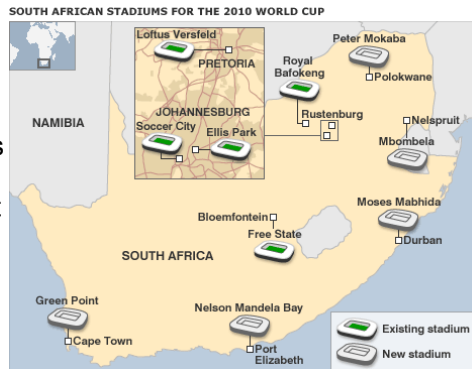 SOUTH AFRICAN STADIUMS FOR THE 2010 WORLD CUP
Loftus Versfeld
PRETORIA
JOHANNESBURG
Soccer City
Ellis Park
Royal
Bafokeng
Rustenburg
Peter Mokaba
Polokwane
Nelspruit
Mbombela
NAMIBIA
Moses Mabhida
Durban
Bloemfontein
Free State
SOUTH AFRICA
Green Point
Cape Town
Nelson Mandela Bay
Port
Elizabeth
Existing stadium
New stadium